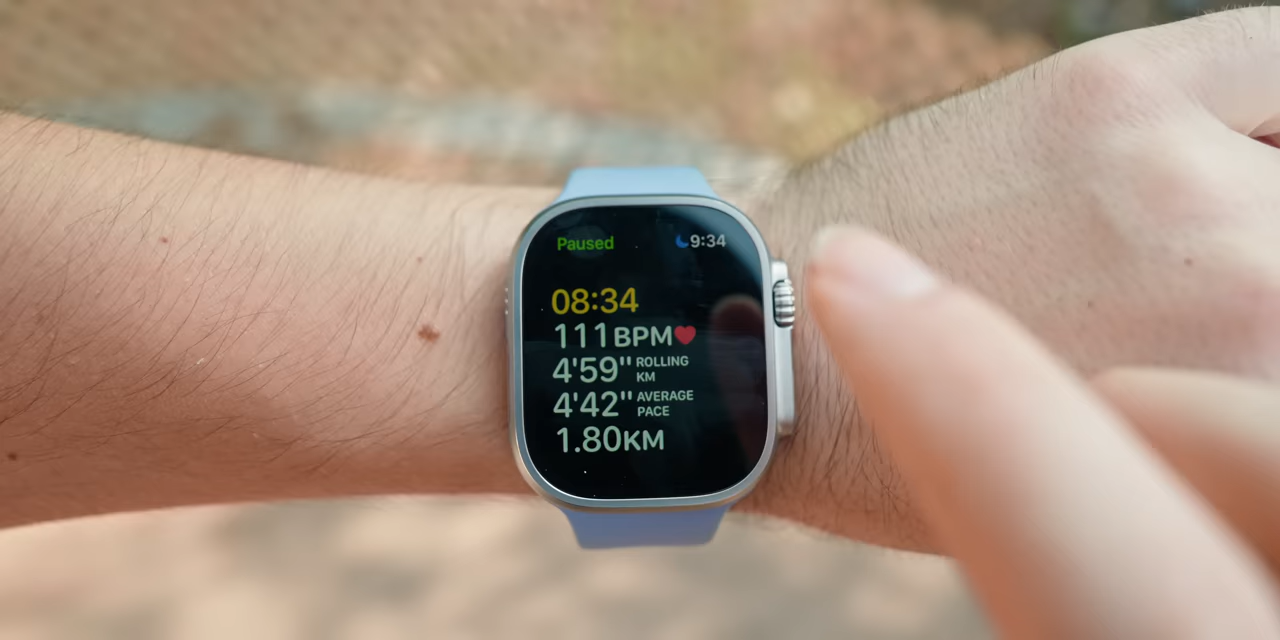 Paused 9:34
08:34
111BPM
4'59" ROLLING KM
4'42" AVERAGE PACE
1.80KM